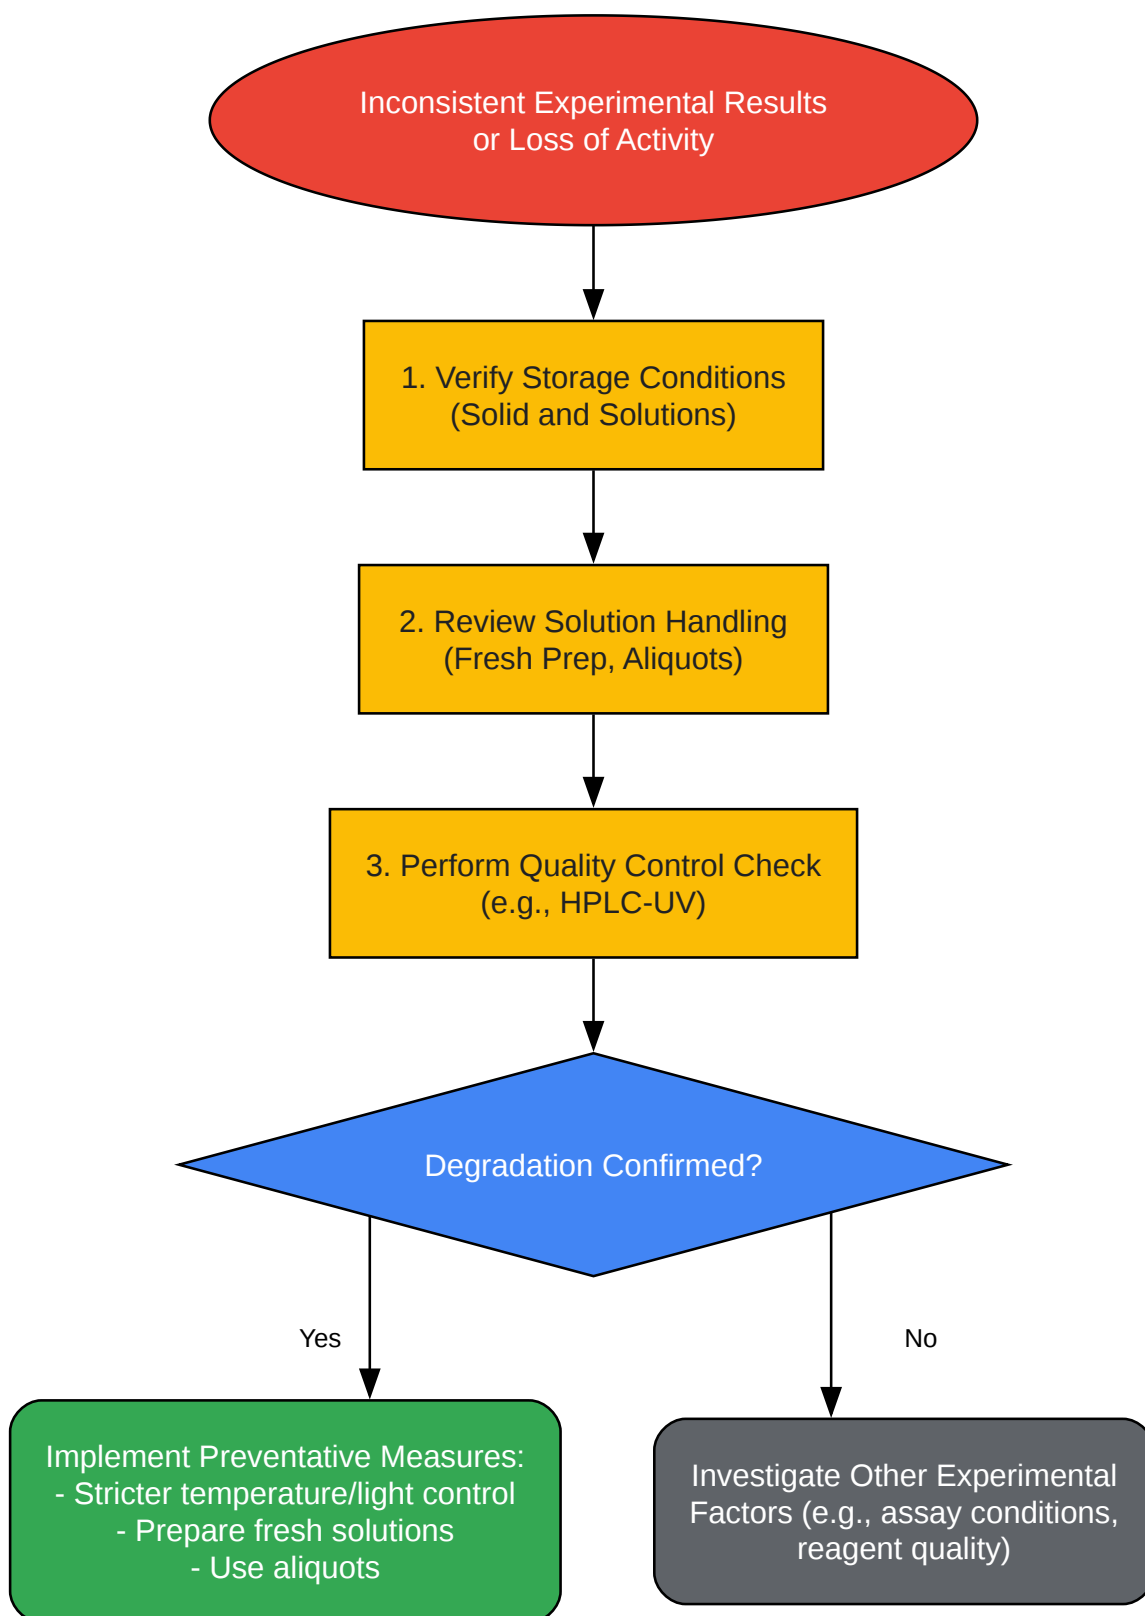 Inconsistent Experimental Results
or Loss of Activity
1. Verify Storage Conditions
(Solid and Solutions)
2. Review Solution Handling
(Fresh Prep, Aliquots)
3. Perform Quality Control Check
(e.g., HPLC-UV)
Degradation Confirmed?
Yes
No
Implement Preventative Measures:
- Stricter temperature/light control
- Prepare fresh solutions
- Use aliquots
Investigate Other Experimental
Factors (e.g., assay conditions,
reagent quality)